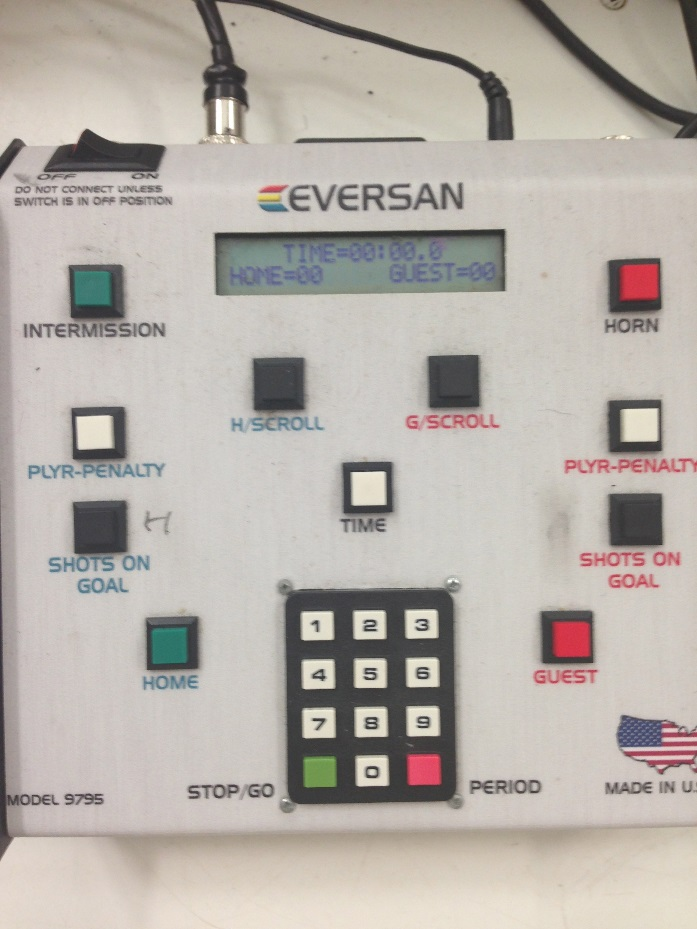 OFF ON
DO NOT CONNECT UNLESS
SWITCH IS IN OFF POSITION
EVERSAN
TIME=00:00.0
HOME=00 GUEST=00
INTERMISSION
HORN
H/SCROLL
G/SCROLL
PLYR-PENALTY
PLYR-PENALTY
TIME
H
SHOTS ON
GOAL
SHOTS ON
GOAL
HOME
GUEST
1 2 3
4 5 6
7 8 9
0
STOP/GO
PERIOD
MODEL 9795
MADE IN U.S